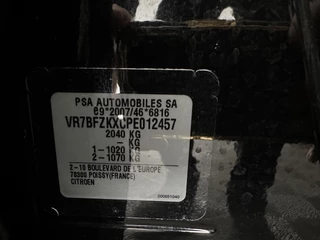 PSA AUTOMOBILES SA
e9*2007/46*6816
VR7BFZKXCPE012457
2040 KG
- KG
1-1020 KG
2-1070 KG
2-10 BOULEVARD DE L'EUROPE
78300 POISSY(FRANCE)
CITROEN